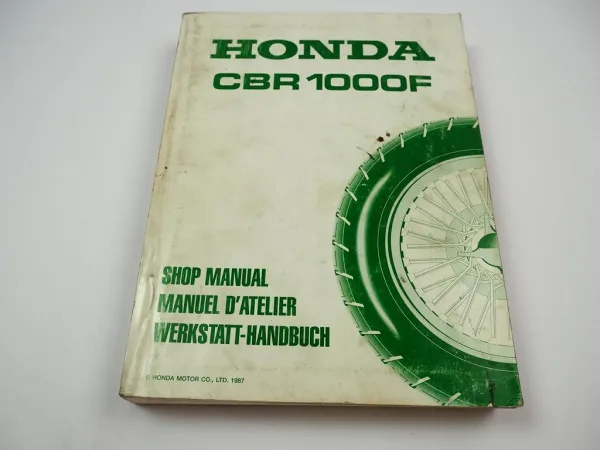 HONDA
CBR 1000F
SHOP MANUAL
MANUEL D'ATELIER
WERKSTATT-HANDBUCH
© HONDA MOTOR CO., LTD. 1987